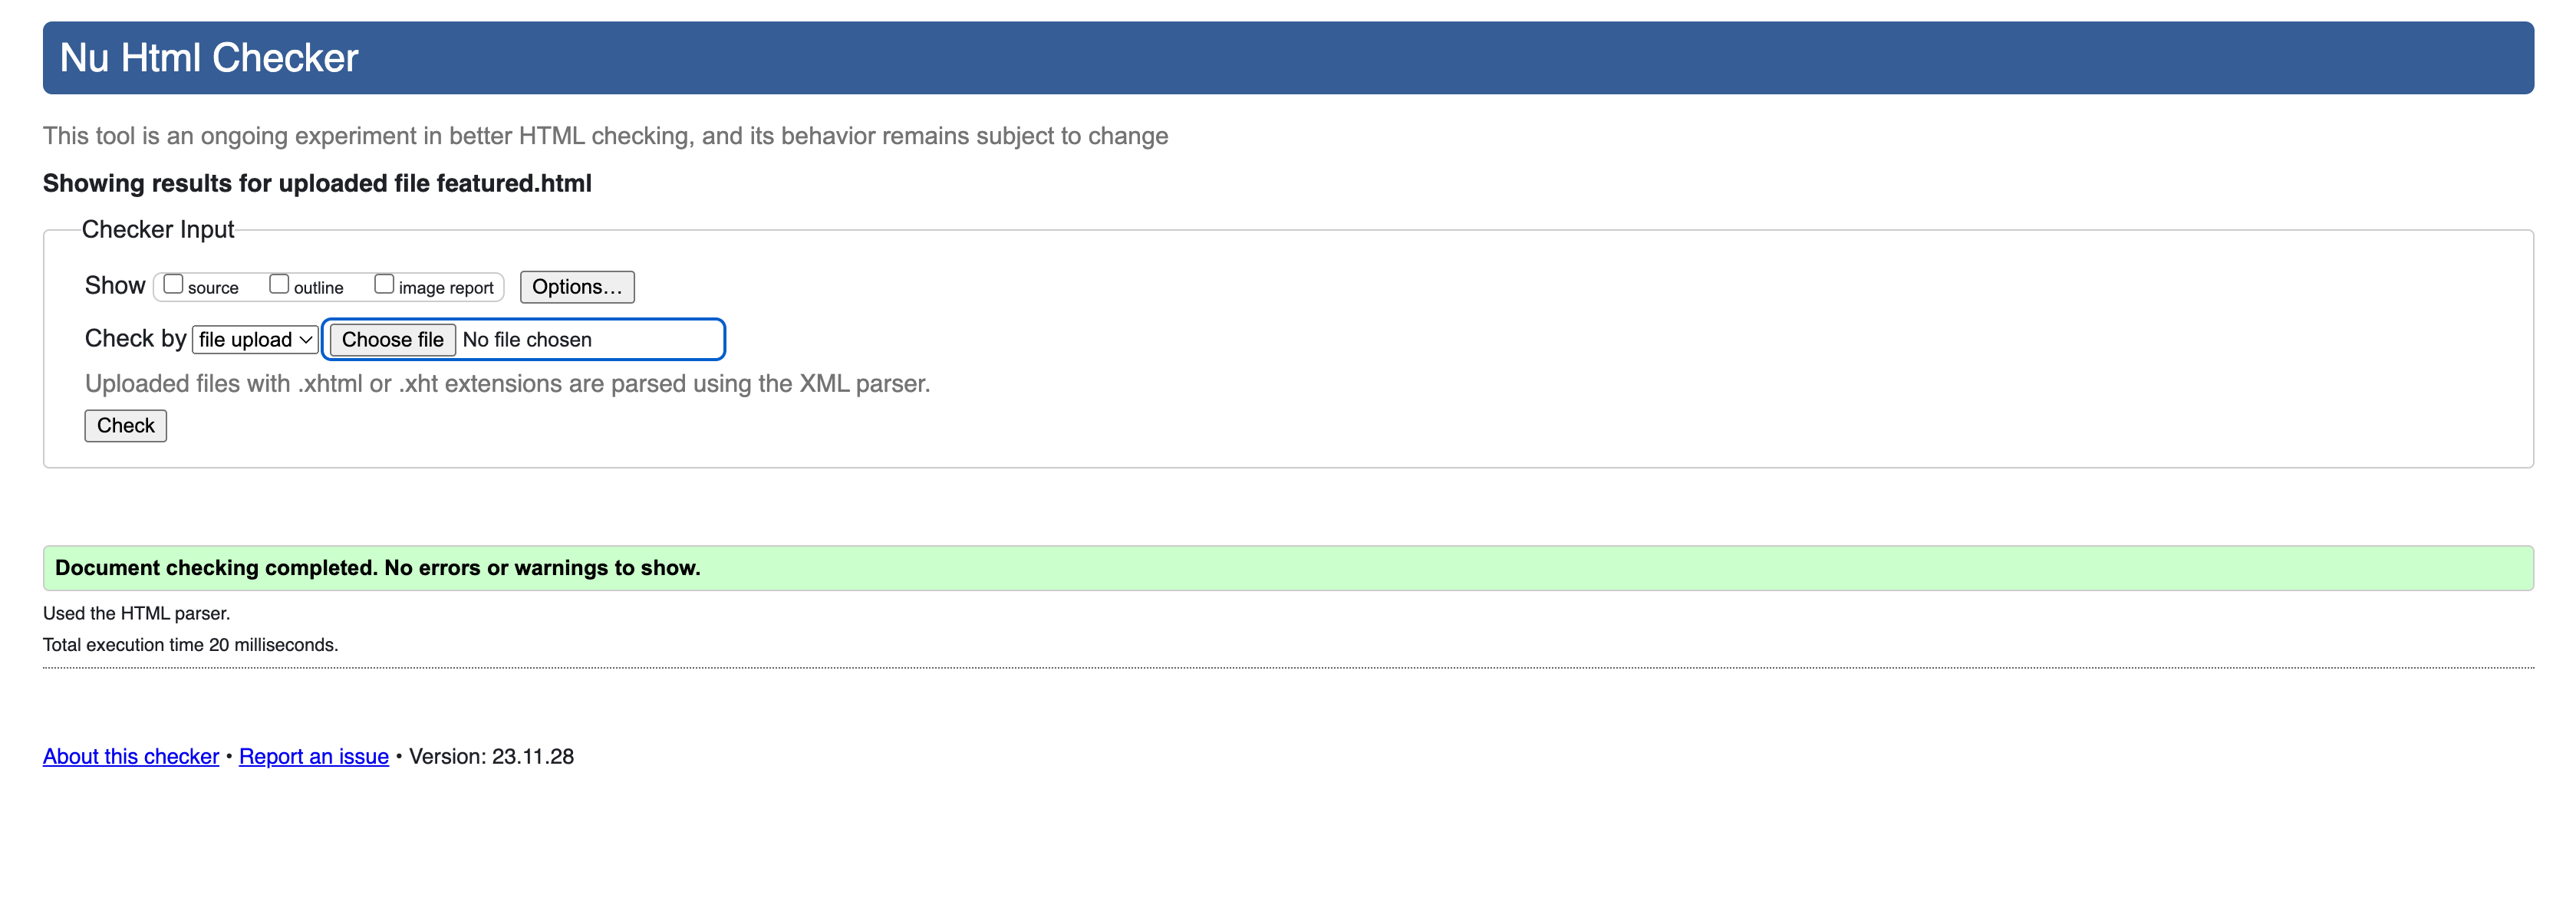 Nu Html Checker
This tool is an ongoing experiment in better HTML checking, and its behavior remains subject to change
Showing results for uploaded file featured.html
Checker Input
Show source outline image report Options...
Check by file upload Choose file No file chosen
Uploaded files with .xhtml or .xht extensions are parsed using the XML parser.
Check
Document checking completed. No errors or warnings to show.
Used the HTML parser.
Total execution time 20 milliseconds.
About this checker • Report an issue • Version: 23.11.28